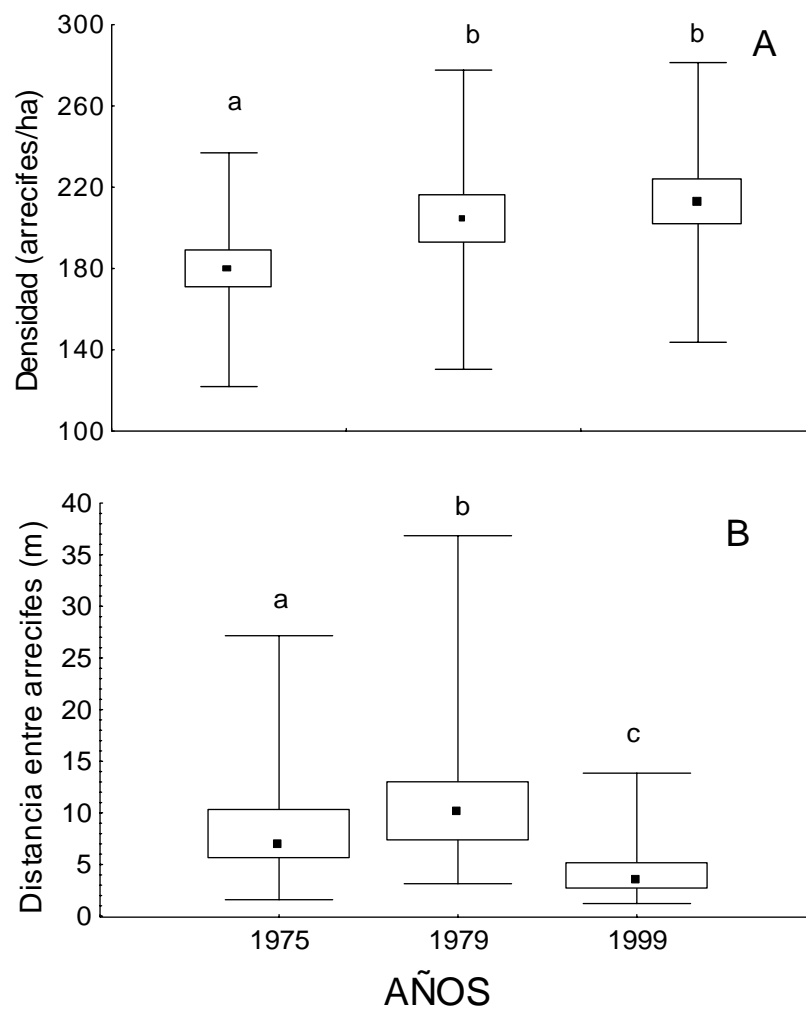 A
Densidad (arrecifes/ha)
300
260
220
180
140
100
a
b
b
B
Distancia entre arrecifes (m)
40
35
30
25
20
15
10
5
0
a
b
c
1975 1979 1999
AÑOS